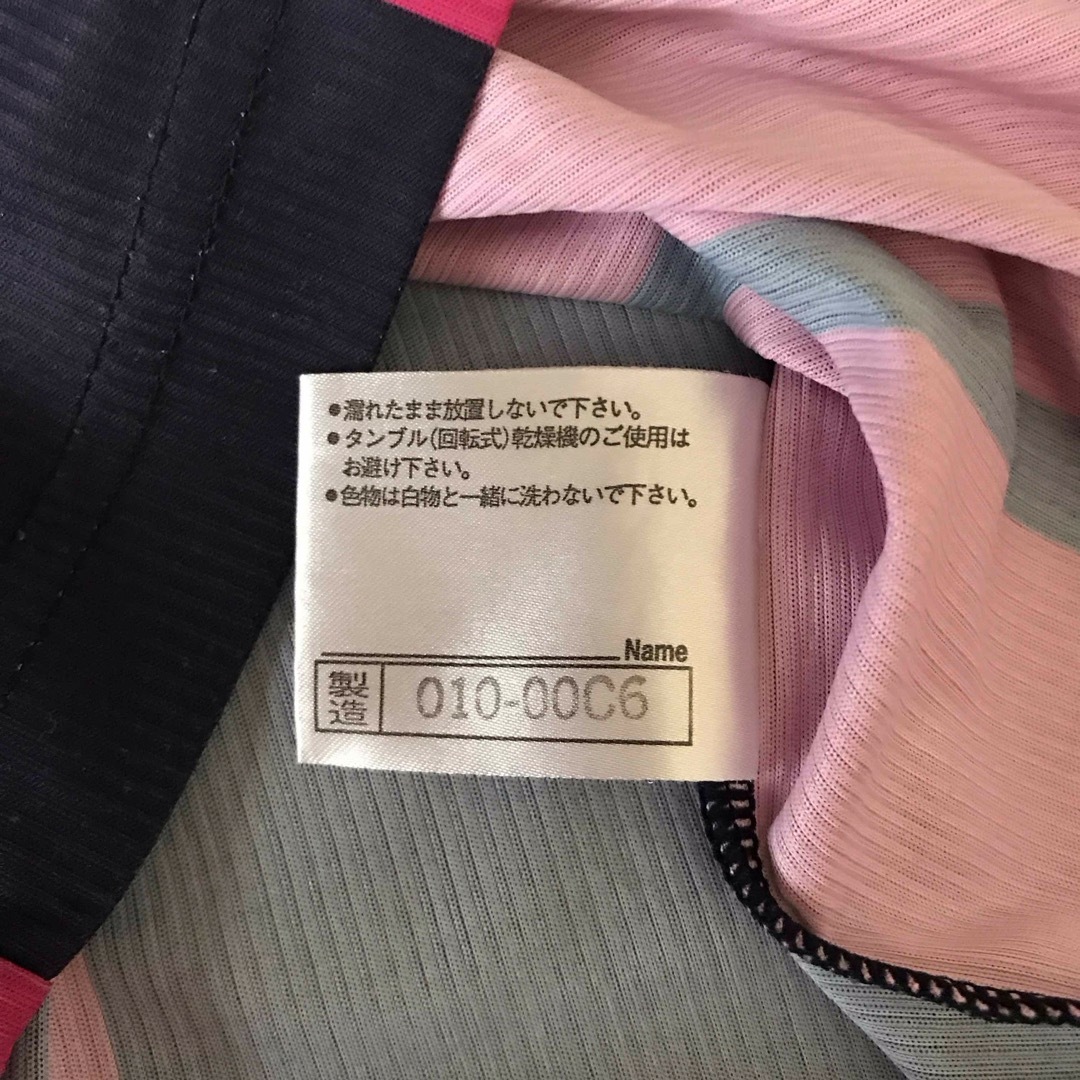 ●濡れたまま放置しないで下さい。
●タンブル(回転式)乾燥機のご使用は
お避け下さい。
●色物は白物と一緒に洗わないで下さい。
Name
製造 010-00C6